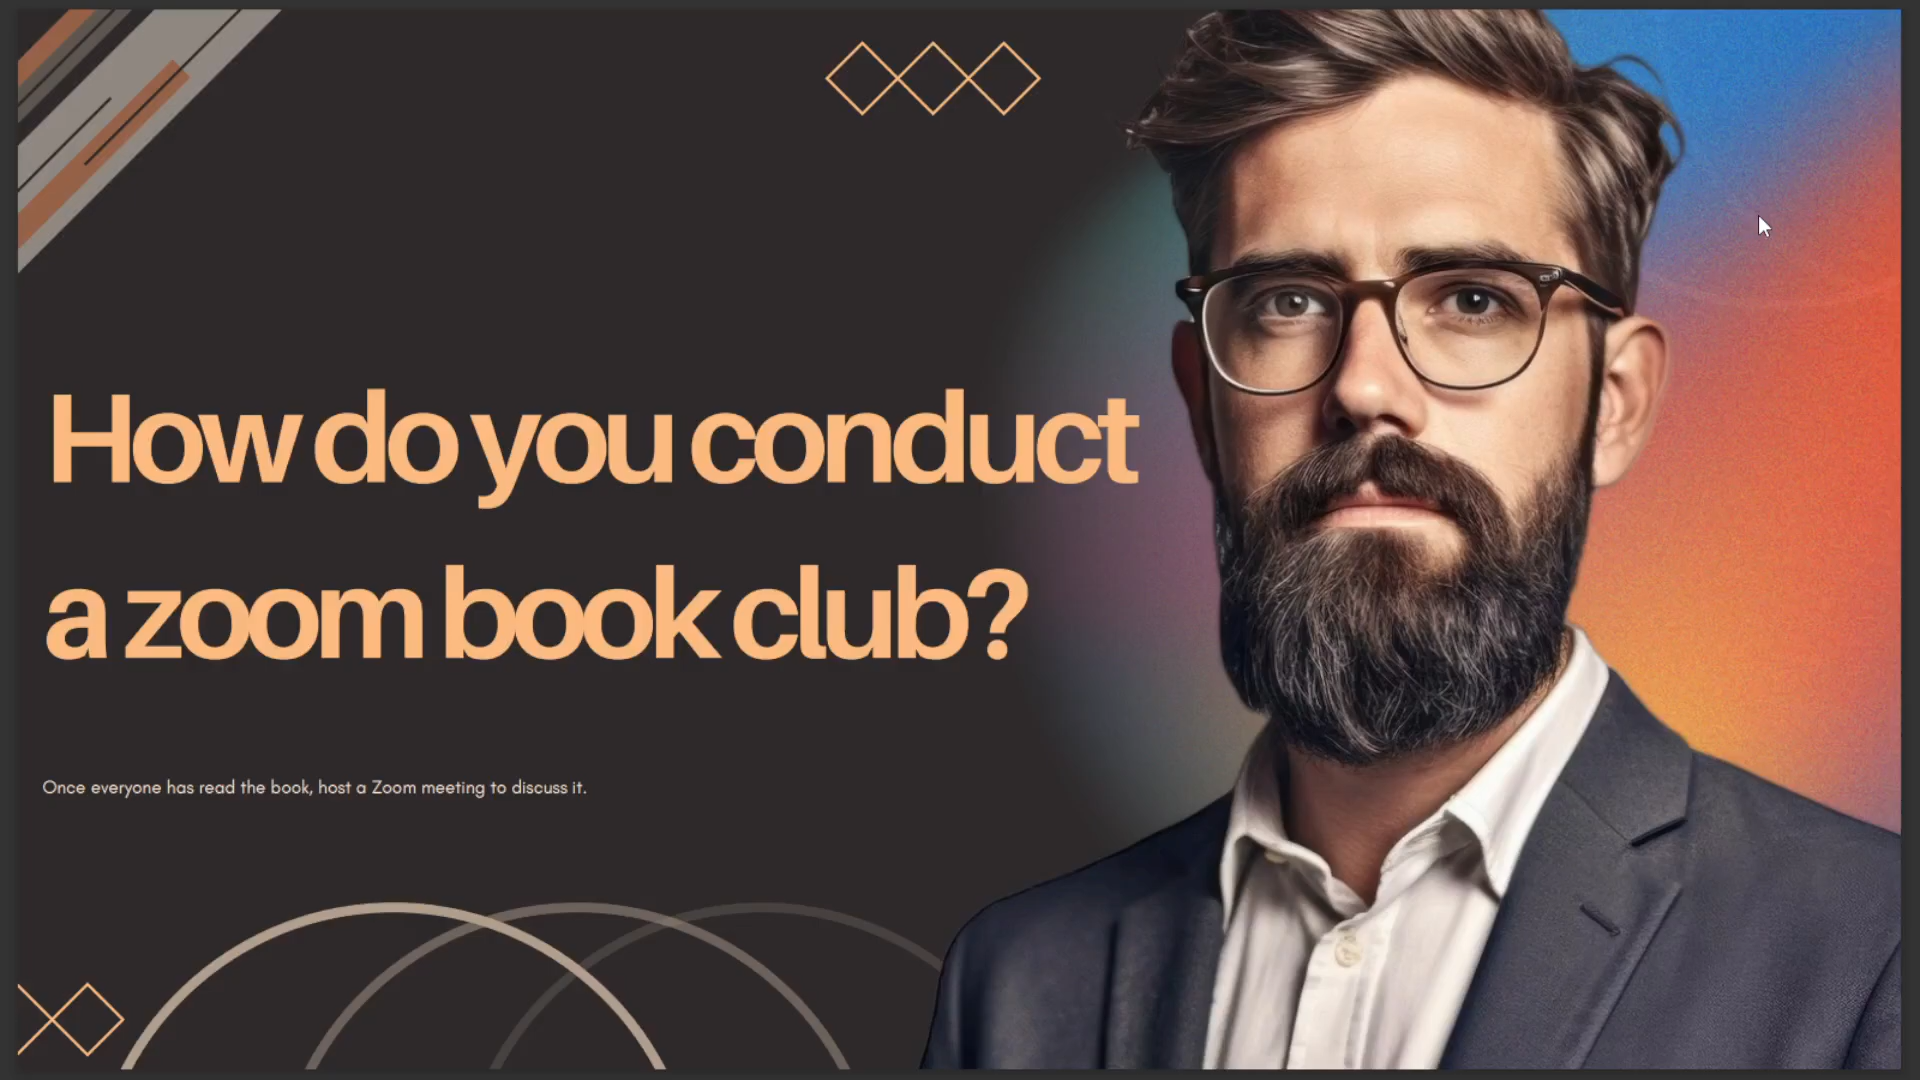 How do you conduct
a zoom book club?
Once everyone has read the book, host a Zoom meeting to discuss it.